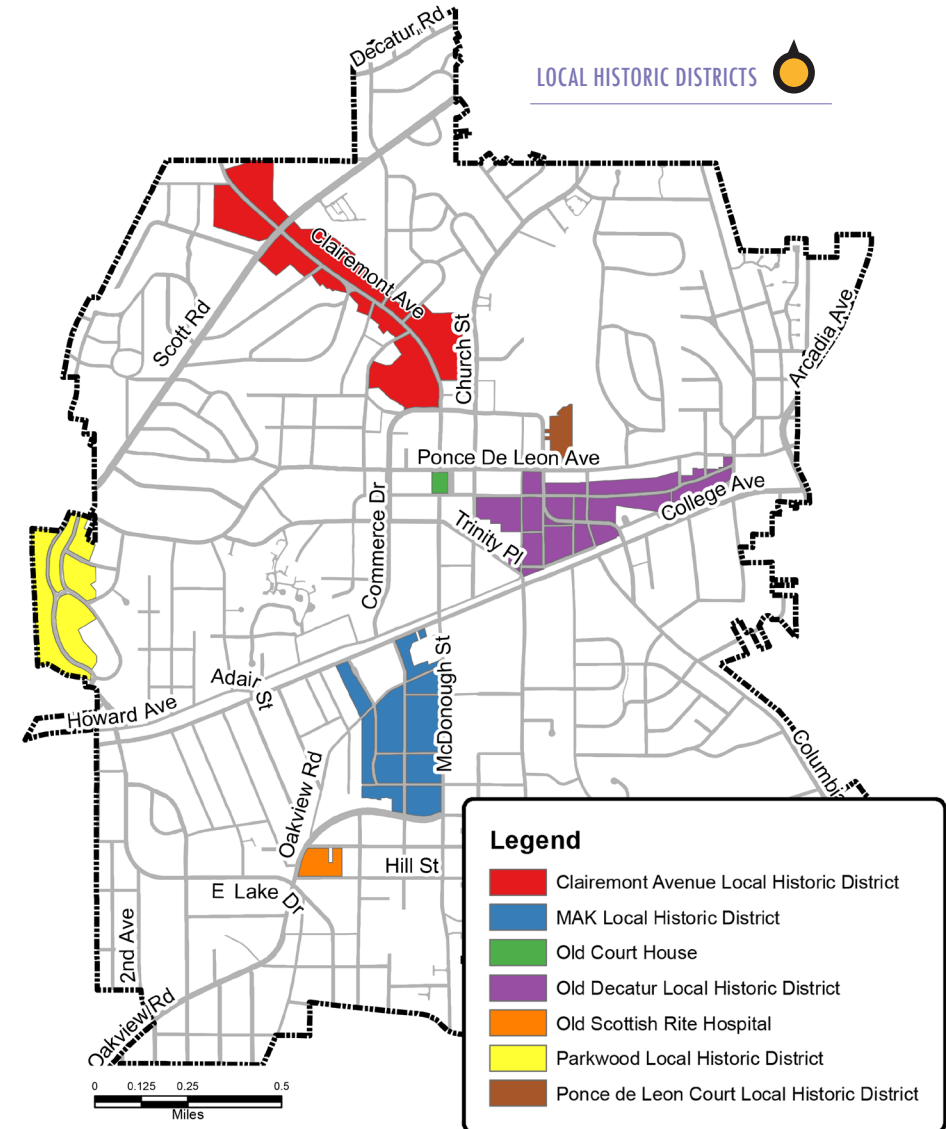 Decatur Rd
LOCAL HISTORIC DISTRICTS
Clairemont Ave
Scott Rd
Church St
Arcadia Ave
Ponce De Leon Ave
College Ave
Commerce Dr
Trinity Pl
Adair St
McDonough St
Howard Ave
Oakview Rd
Columbia
Hill St
E Lake Dr
2nd Ave
Oakview Rd
Legend
Clairemont Avenue Local Historic District
MAK Local Historic District
Old Court House
Old Decatur Local Historic District
Old Scottish Rite Hospital
Parkwood Local Historic District
Ponce de Leon Court Local Historic District
0 0.125 0.25 0.5
Miles